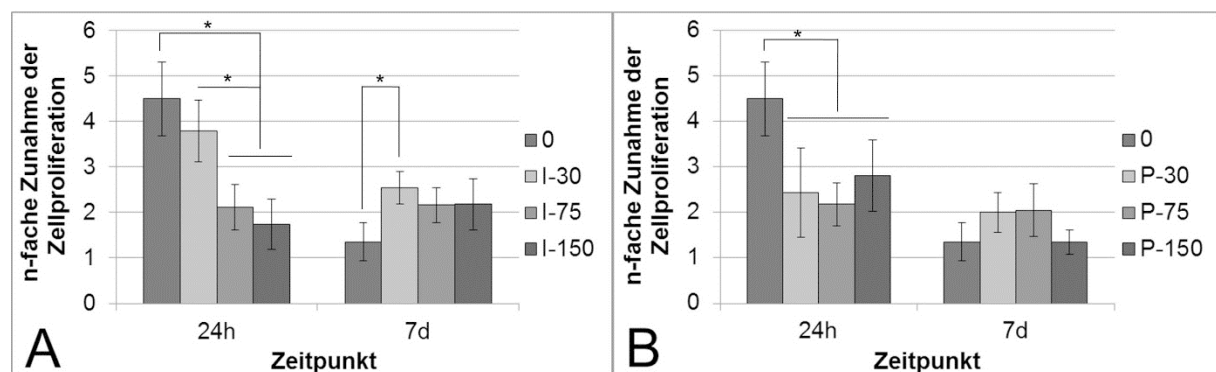 n-fache Zunahme der
Zellproliferation
6
5
4
3
2
1
0
*
*
*
24h
7d
Zeitpunkt
0
I-30
I-75
I-150
A
n-fache Zunahme der
Zellproliferation
6
5
4
3
2
1
0
*
24h
7d
Zeitpunkt
0
P-30
P-75
P-150
B